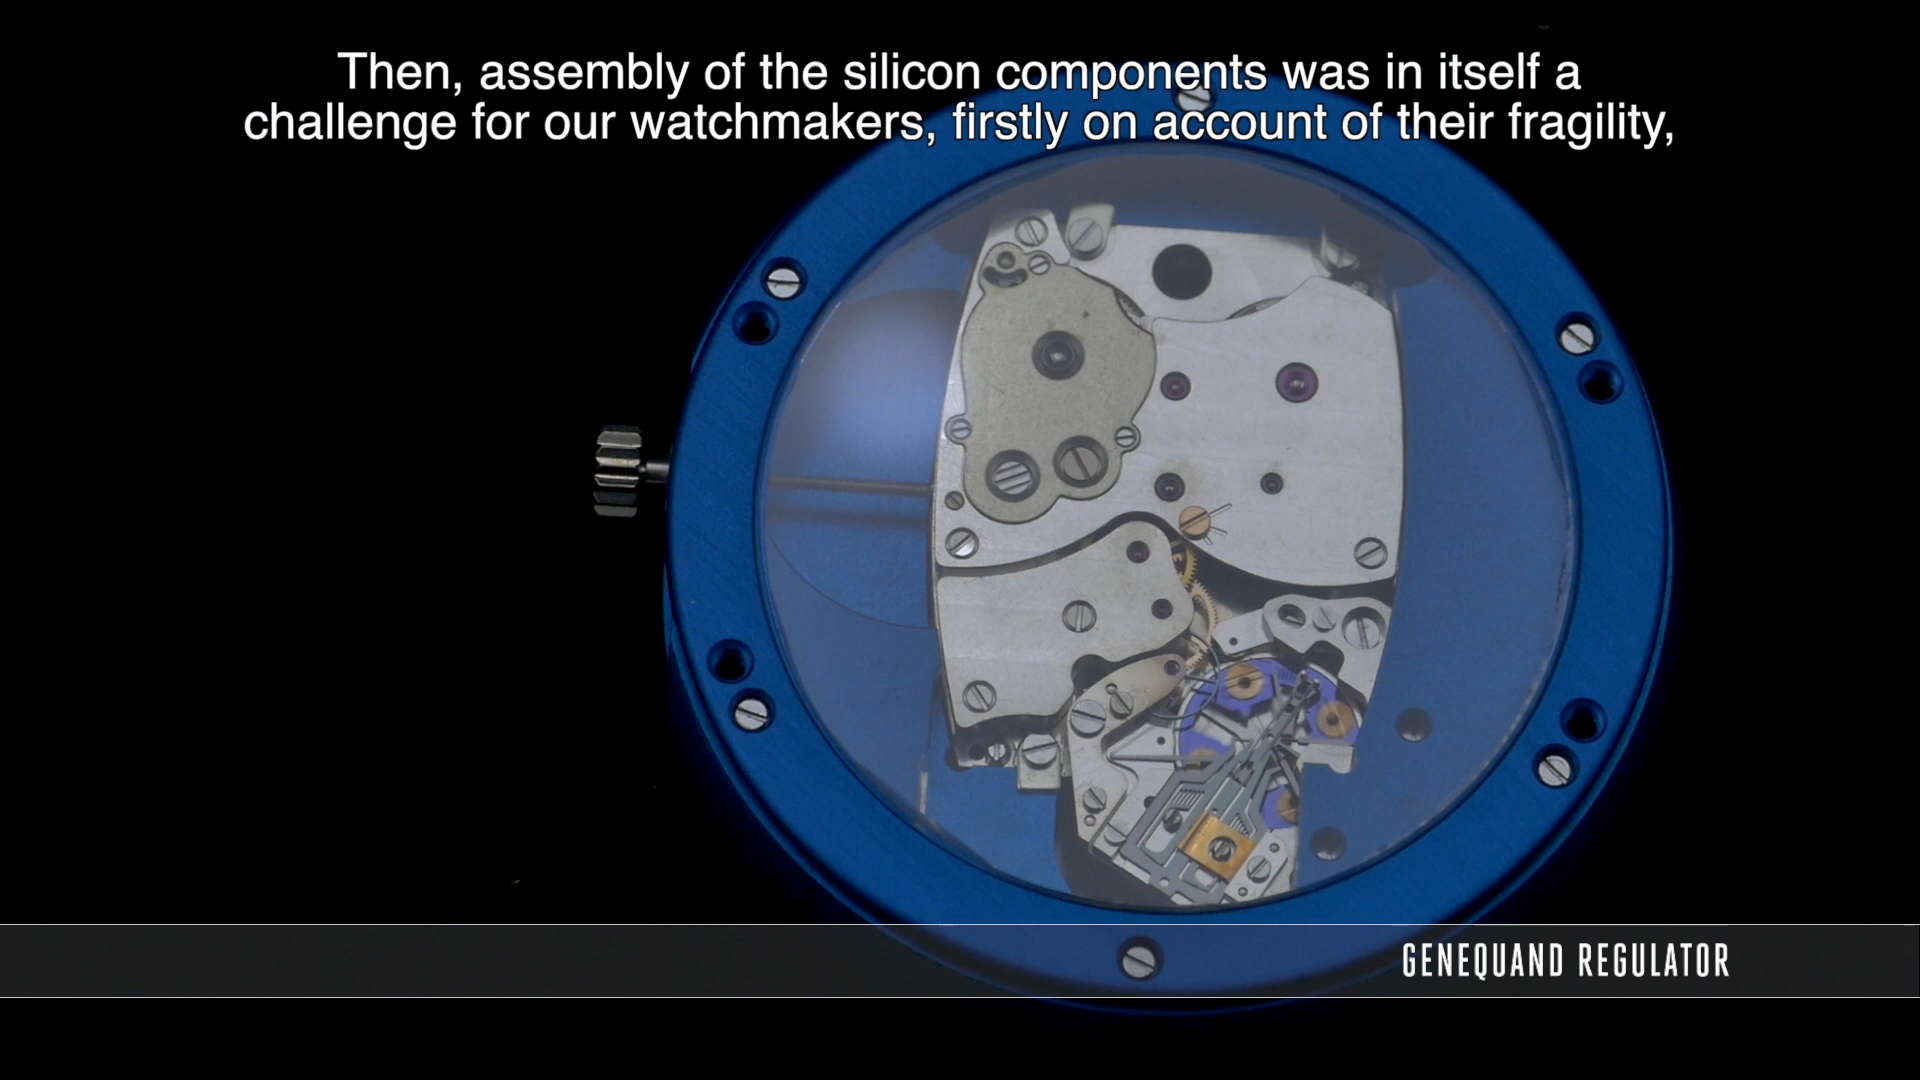 Then, assembly of the silicon components was in itself a
challenge for our watchmakers, firstly on account of their fragility,
GENEQUAND REGULATOR